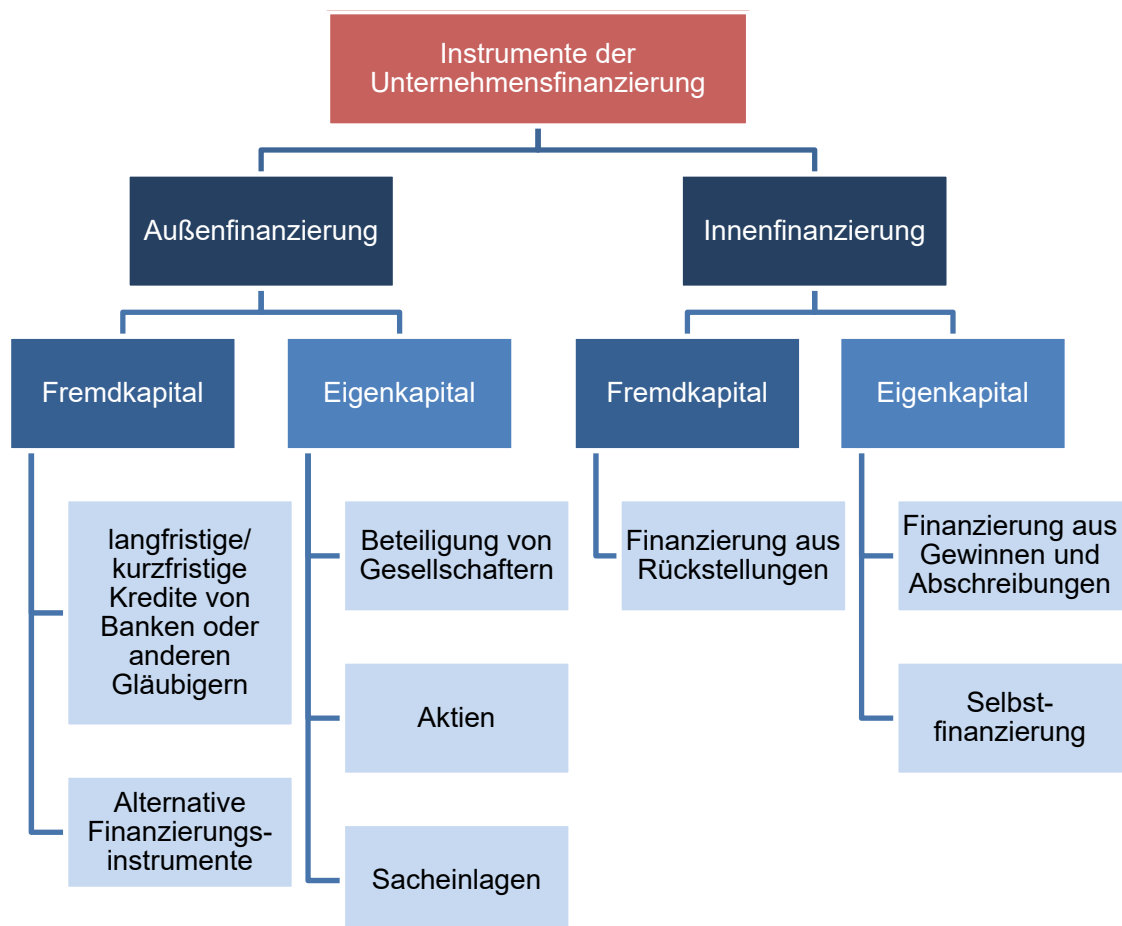 Instrumente der
Unternehmensfinanzierung
Außenfinanzierung
Innenfinanzierung
Fremdkapital
Eigenkapital
Fremdkapital
Eigenkapital
langfristige/
kurzfristige
Kredite von
Banken oder
anderen
Gläubigern
Alternative
Finanzierungs-
instrumente
Beteiligung von
Gesellschaftern
Aktien
Sacheinlagen
Finanzierung aus
Rückstellungen
Finanzierung aus
Gewinnen und
Abschreibungen
Selbst-
finanzierung